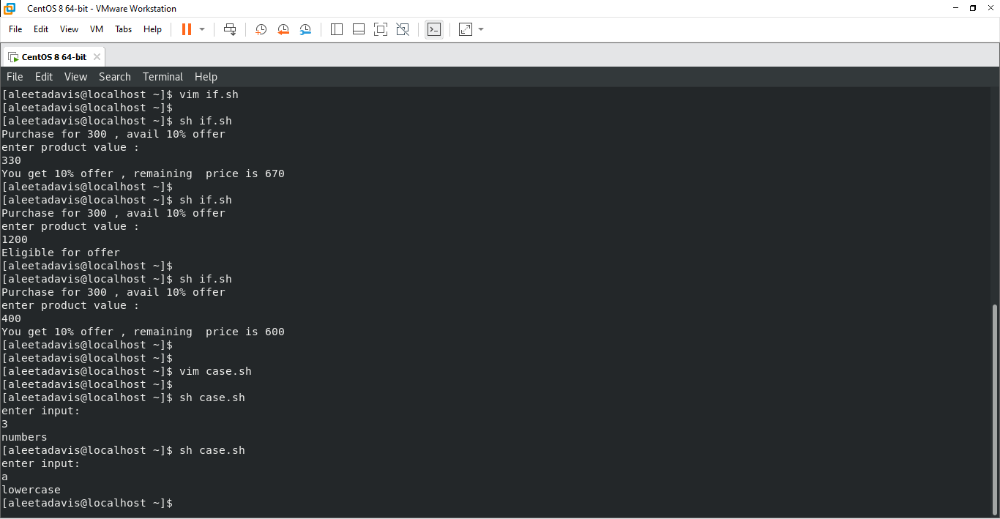 CentOS 8 64-bit - VMware Workstation
File Edit View VM Tabs Help
CentOS 8 64-bit
File Edit View Search Terminal Help
[aleetadavis@localhost ~]$ vim if.sh
[aleetadavis@localhost ~]$
[aleetadavis@localhost ~]$ sh if.sh
Purchase for 300 , avail 10% offer
enter product value :
330
You get 10% offer , remaining  price is 670
[aleetadavis@localhost ~]$
[aleetadavis@localhost ~]$ sh if.sh
Purchase for 300 , avail 10% offer
enter product value :
1200
Eligible for offer
[aleetadavis@localhost ~]$
[aleetadavis@localhost ~]$ sh if.sh
Purchase for 300 , avail 10% offer
enter product value :
400
You get 10% offer , remaining  price is 600
[aleetadavis@localhost ~]$
[aleetadavis@localhost ~]$
[aleetadavis@localhost ~]$ vim case.sh
[aleetadavis@localhost ~]$
[aleetadavis@localhost ~]$ sh case.sh
enter input:
3
numbers
[aleetadavis@localhost ~]$ sh case.sh
enter input:
a
lowercase
[aleetadavis@localhost ~]$